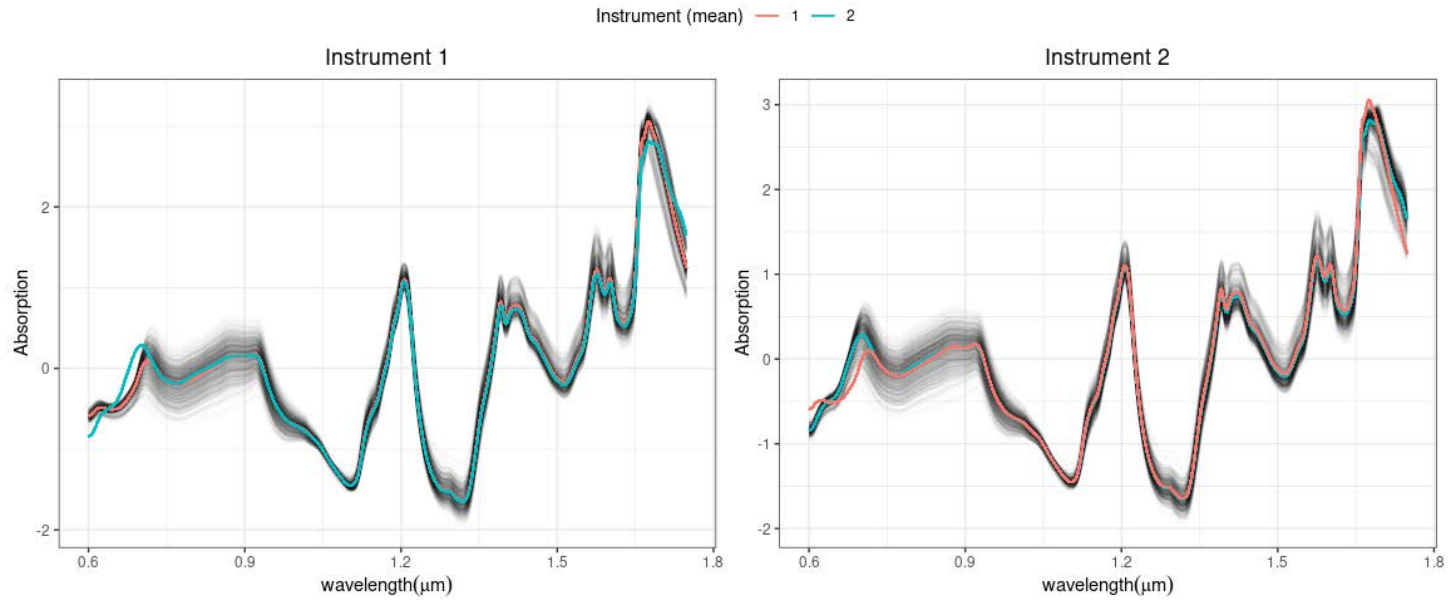 Instrument (mean) 1 2
Instrument 1
Absorption
2
0
-2
0.6 0.9 1.2 1.5 1.8
wavelength(μm)
Instrument 2
Absorption
3
2
1
0
-1
-2
0.6 0.9 1.2 1.5 1.8
wavelength(μm)